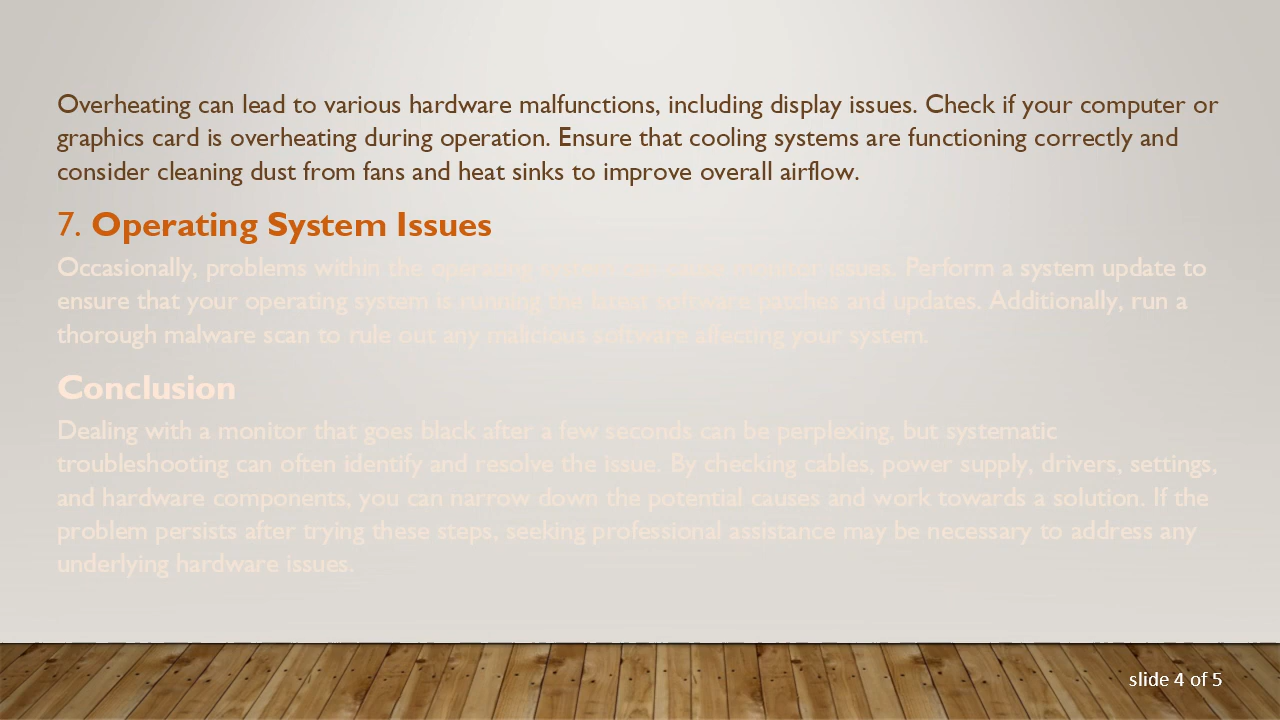 Overheating can lead to various hardware malfunctions, including display issues. Check if your computer or
graphics card is overheating during operation. Ensure that cooling systems are functioning correctly and
consider cleaning dust from fans and heat sinks to improve overall airflow.
7. Operating System Issues
Occasionally, problems within the operating system can cause monitor issues. Perform a system update to
ensure that your operating system is running the latest software patches and updates. Additionally, run a
thorough malware scan to rule out any malicious software affecting your system.
Conclusion
Dealing with a monitor that goes black after a few seconds can be perplexing, but systematic
troubleshooting can often identify and resolve the issue. By checking cables, power supply, drivers, settings,
and hardware components, you can narrow down the potential causes and work towards a solution. If the
problem persists after trying these steps, seeking professional assistance may be necessary to address any
underlying hardware issues.
slide 4 of 5